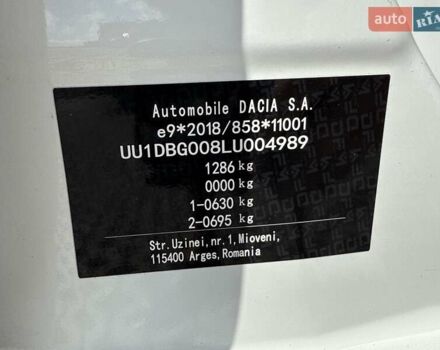 auto RIA
Automobile DACIA S.A.
e9*2018/858*11001
UU1DBG008LU004989
1286 kg
0000 kg
1-0630 kg
2-0695 kg
Str. Uzinei, nr. 1, Mioveni,
115400 Arges, Romania